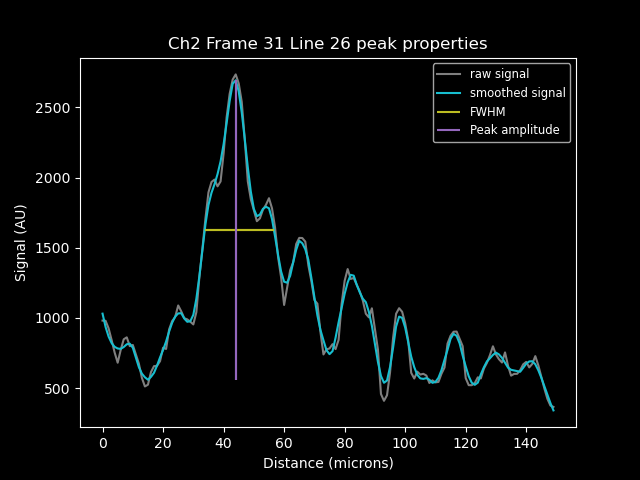 Ch2 Frame 31 Line 26 peak properties
raw signal
smoothed signal
FWHM
Peak amplitude
Signal (AU)
2500
2000
1500
1000
500
0 20 40 60 80 100 120 140
Distance (microns)